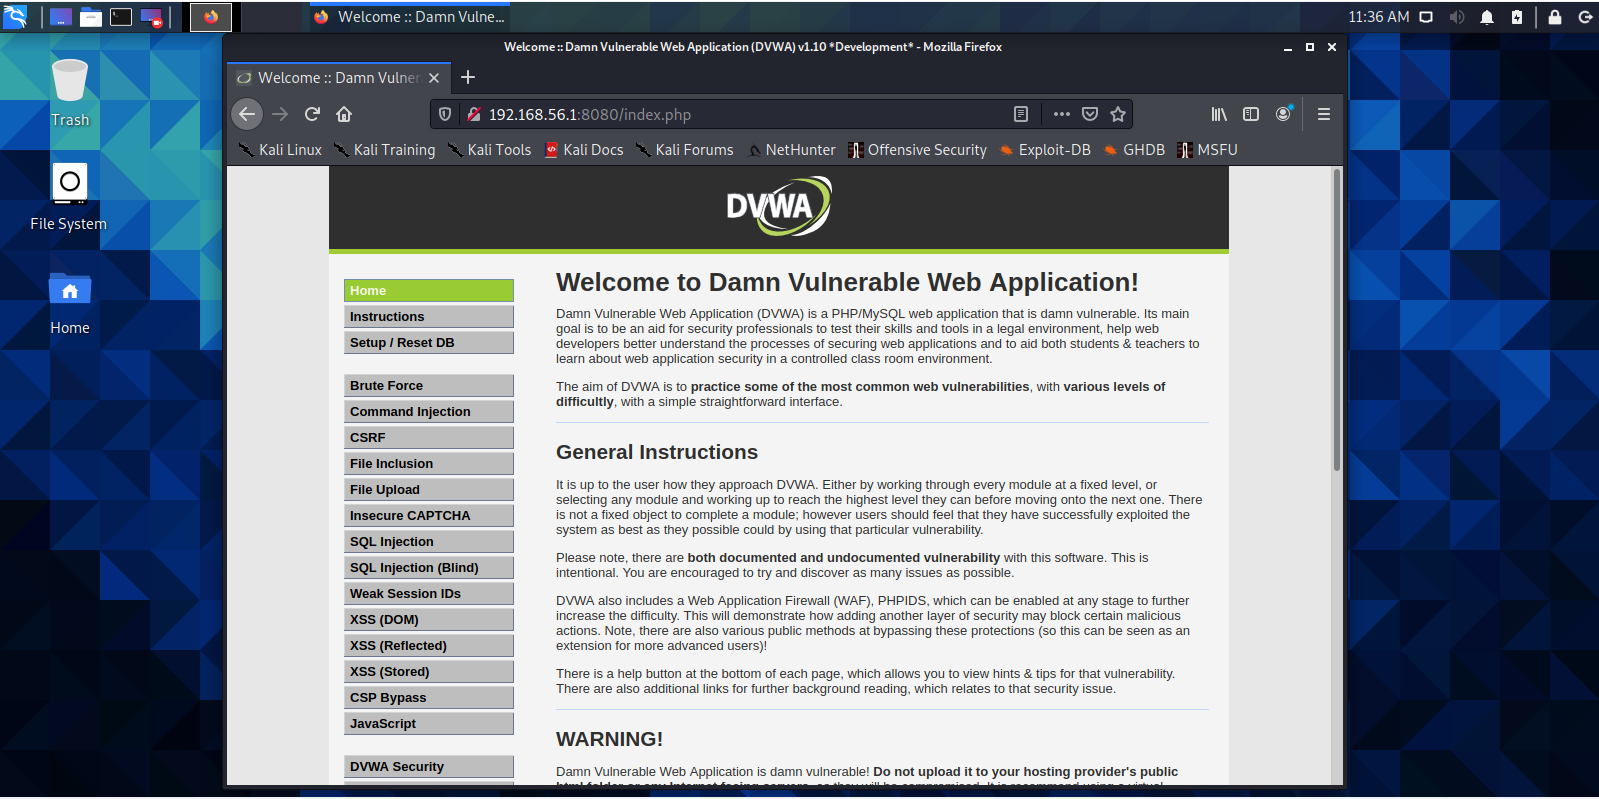 Welcome :: Damn Vulne...
11:36 AM
Trash
File System
Home
Welcome :: Damn Vulnerable Web Application (DVWA) v1.10 *Development* - Mozilla Firefox
Welcome :: Damn Vulner
192.168.56.1:8080/index.php
Kali Linux Kali Training Kali Tools Kali Docs Kali Forums NetHunter Offensive Security Exploit-DB GHDB MSFU
DVWA
Home
Instructions
Setup / Reset DB
Brute Force
Command Injection
CSRF
File Inclusion
File Upload
Insecure CAPTCHA
SQL Injection
SQL Injection (Blind)
Weak Session IDs
XSS (DOM)
XSS (Reflected)
XSS (Stored)
CSP Bypass
JavaScript
DVWA Security
Welcome to Damn Vulnerable Web Application!
Damn Vulnerable Web Application (DVWA) is a PHP/MySQL web application that is damn vulnerable. Its main
goal is to be an aid for security professionals to test their skills and tools in a legal environment, help web
developers better understand the processes of securing web applications and to aid both students & teachers to
learn about web application security in a controlled class room environment.
The aim of DVWA is to practice some of the most common web vulnerabilities, with various levels of
difficultly, with a simple straightforward interface.
General Instructions
It is up to the user how they approach DVWA. Either by working through every module at a fixed level, or
selecting any module and working up to reach the highest level they can before moving onto the next one. There
is not a fixed object to complete a module; however users should feel that they have successfully exploited the
system as best as they possible could by using that particular vulnerability.
Please note, there are both documented and undocumented vulnerability with this software. This is
intentional. You are encouraged to try and discover as many issues as possible.
DVWA also includes a Web Application Firewall (WAF), PHPIDS, which can be enabled at any stage to further
increase the difficulty. This will demonstrate how adding another layer of security may block certain malicious
actions. Note, there are also various public methods at bypassing these protections (so this can be seen as an
extension for more advanced users)!
There is a help button at the bottom of each page, which allows you to view hints & tips for that vulnerability.
There are also additional links for further background reading, which relates to that security issue.
WARNING!
Damn Vulnerable Web Application is damn vulnerable! Do not upload it to your hosting provider's public
html folder or any Internet facing servers, as they will be compromised. It is recommend using a virtual